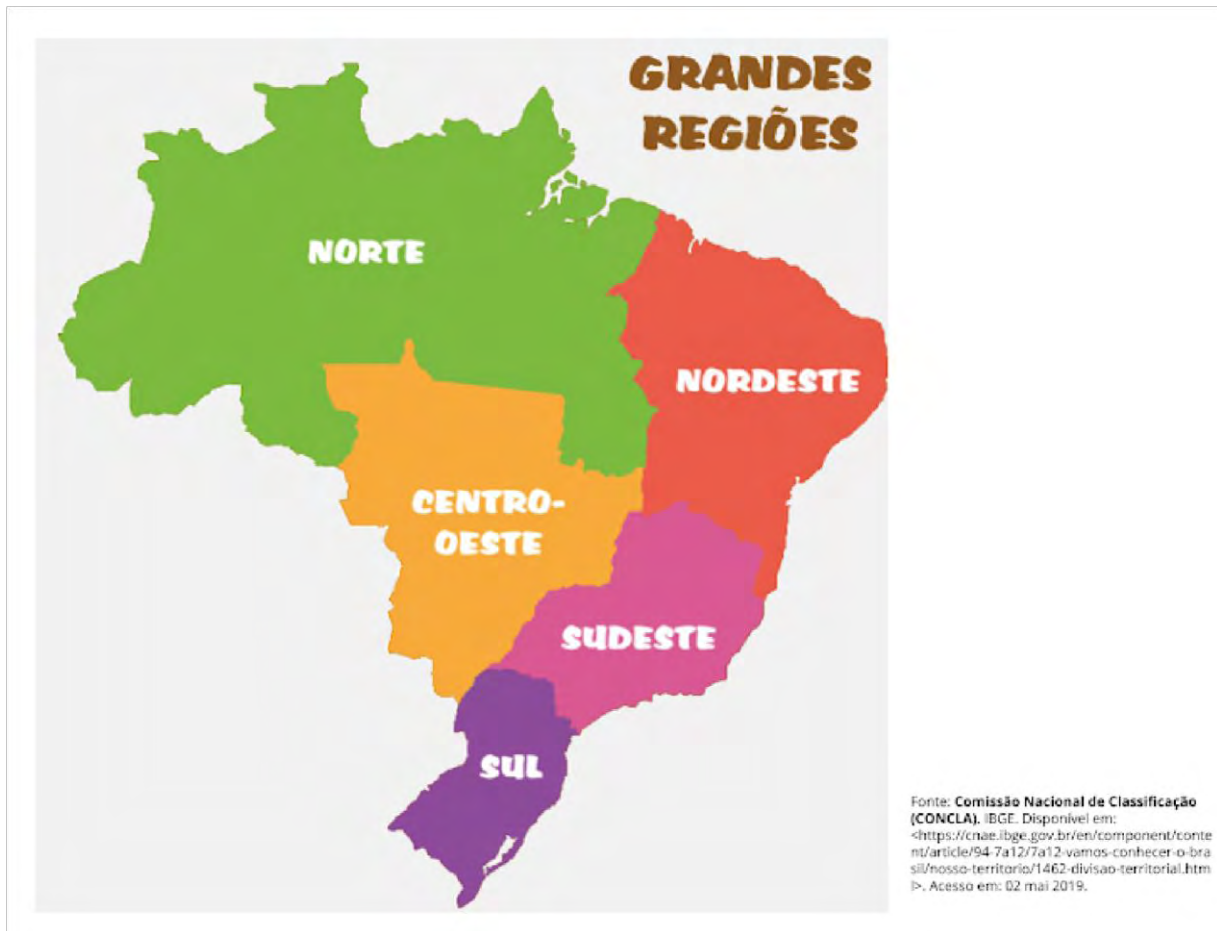 GRANDES
REGIÕES
NORTE
NORDESTE
CENTRO-
OESTE
SUDESTE
SUL
Fonte: Comissão Nacional de Classificação
(CONCLA). IBGE. Disponível em:
<https://cnae.ibge.gov.br/en/component/conte
nt/article/94-7a12/7a12-vamos-conhecer-o-bra
sil/nosso-territorio/1462-divisao-territorial.htm
l>. Acesso em: 02 mai 2019.